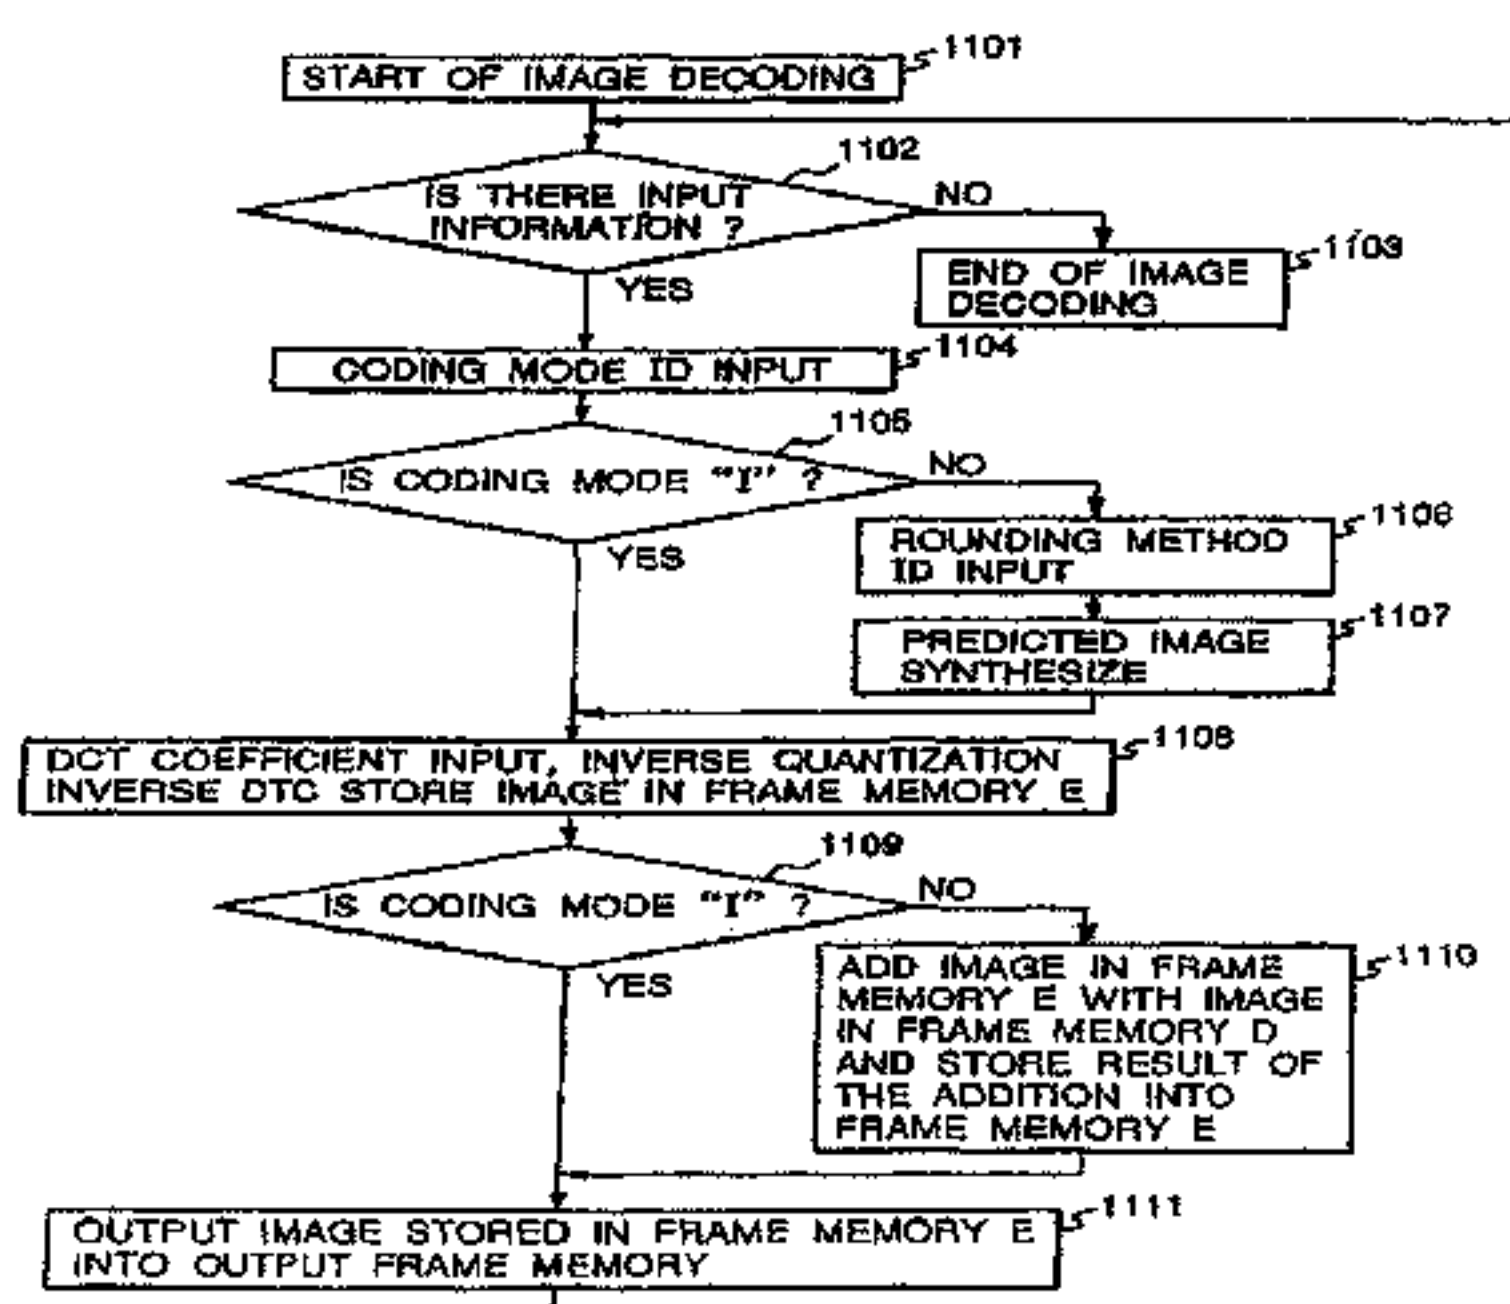 1101
START OF IMAGE DECODING
1102
IS THERE INPUT
INFORMATION ?
NO
1103
END OF IMAGE
DECODING
YES
1104
CODING MODE ID INPUT
1105
IS CODING MODE "I" ?
NO
1106
ROUNDING METHOD
ID INPUT
YES
1107
PREDICTED IMAGE
SYNTHESIZE
1108
DCT COEFFICIENT INPUT, INVERSE QUANTIZATION
INVERSE DTC STORE IMAGE IN FRAME MEMORY E
1109
IS CODING MODE "I" ?
NO
1110
ADD IMAGE IN FRAME
MEMORY E WITH IMAGE
IN FRAME MEMORY D
AND STORE RESULT OF
THE ADDITION INTO
FRAME MEMORY E
YES
1111
OUTPUT IMAGE STORED IN FRAME MEMORY E
INTO OUTPUT FRAME MEMORY